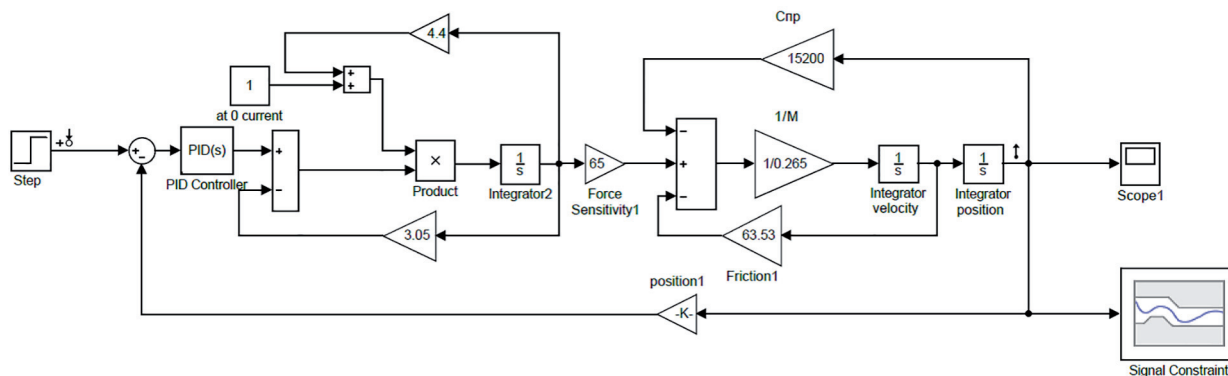 Cпр
4.4
15200
+
+
1
at 0 current
1/M
+
PID(s)
+
−
+
−
×
1
s
65
−
+
−
1/0.265
1
s
1
s
Step
PID Controller
−
Product
Integrator2
Force
Sensitivity1
Integrator
velocity
Integrator
position
Scope1
3.05
63.53
position1
Friction1
-K-
Signal Constraint